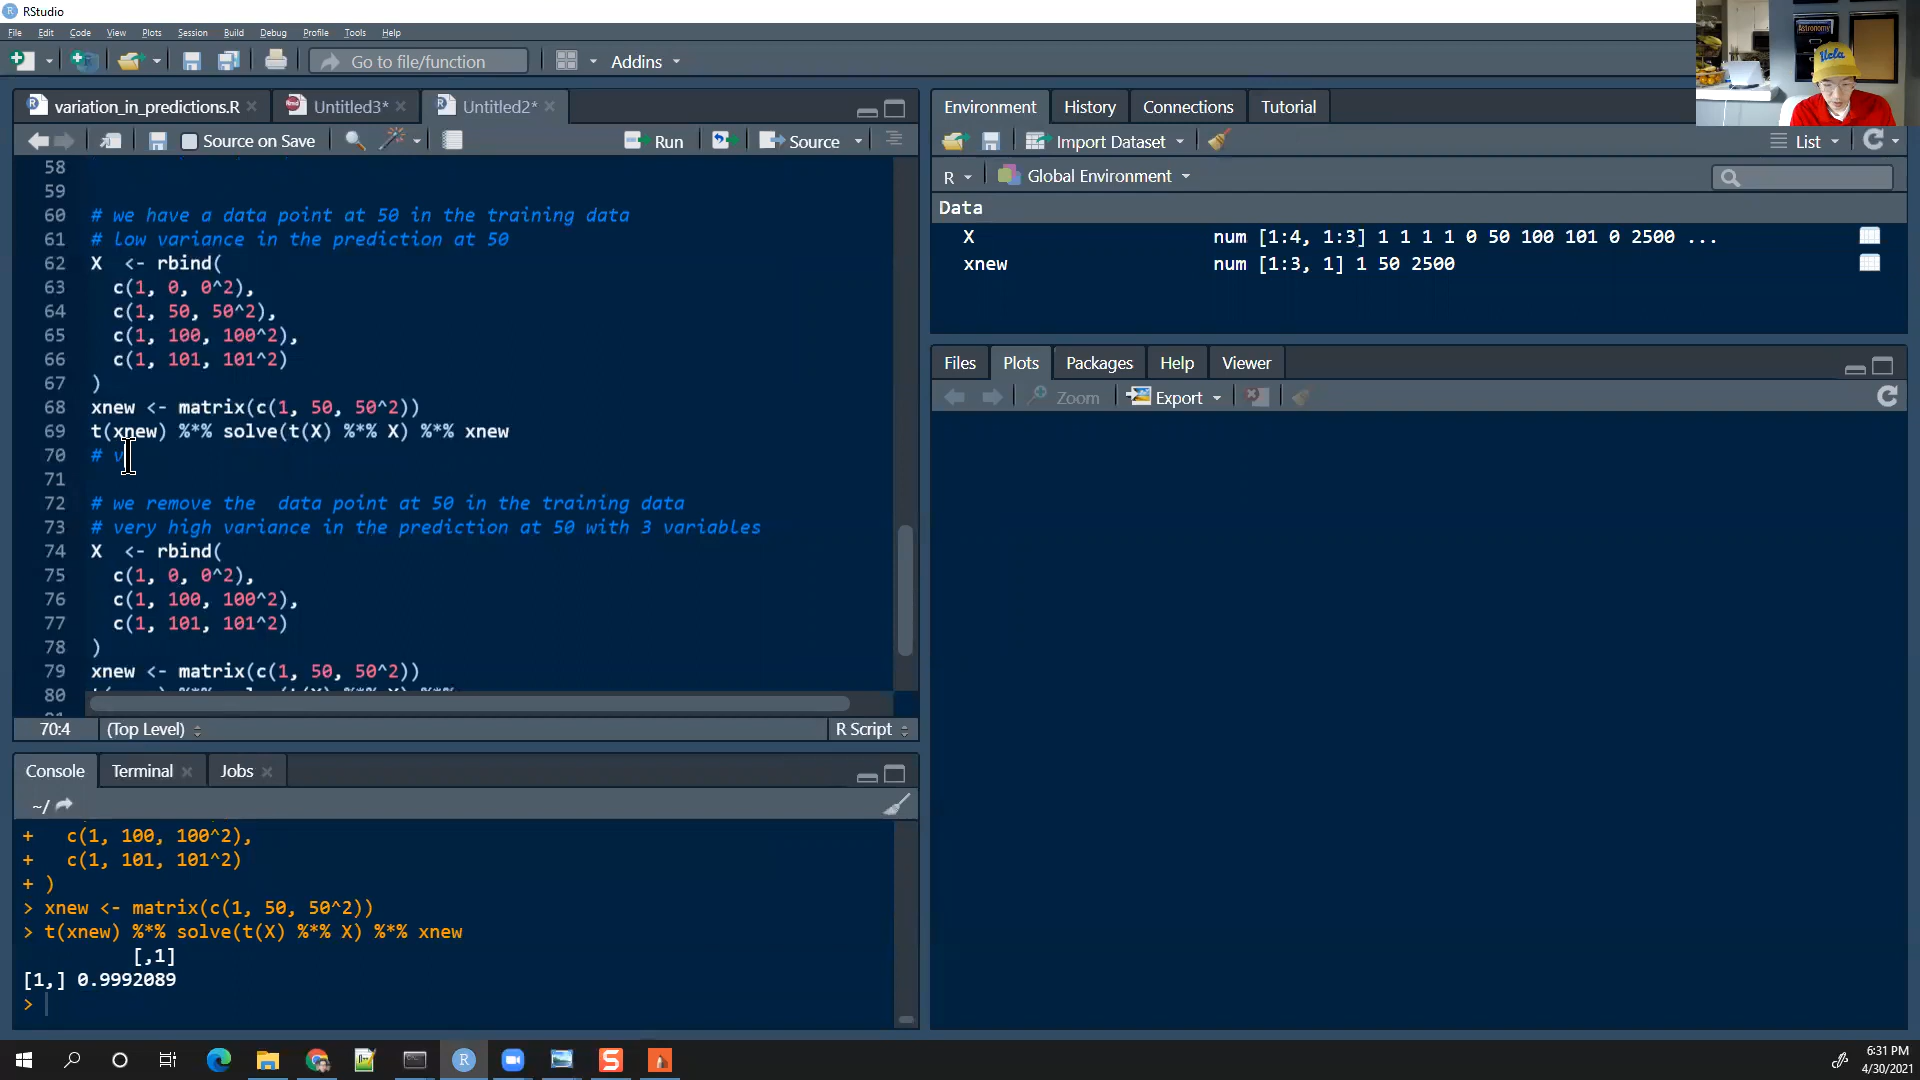 RStudio
File Edit Code View Plots Session Build Debug Profile Tools Help
Go to file/function
Addins
variation_in_predictions.R
Untitled3*
Untitled2*
Source on Save
Run
Source
58
59
60 # we have a data point at 50 in the training data
61 # low variance in the prediction at 50
62 X <- rbind(
63 c(1, 0, 0^2),
64 c(1, 50, 50^2),
65 c(1, 100, 100^2),
66 c(1, 101, 101^2)
67 )
68 xnew <- matrix(c(1, 50, 50^2))
69 t(xnew) %*% solve(t(X) %*% X) %*% xnew
70 # v
71
72 # we remove the  data point at 50 in the training data
73 # very high variance in the prediction at 50 with 3 variables
74 X <- rbind(
75 c(1, 0, 0^2),
76 c(1, 100, 100^2),
77 c(1, 101, 101^2)
78 )
79 xnew <- matrix(c(1, 50, 50^2))
80
70:4
(Top Level)
R Script
Console
Terminal
Jobs
~/
+ c(1, 100, 100^2),
+ c(1, 101, 101^2)
+ )
> xnew <- matrix(c(1, 50, 50^2))
> t(xnew) %*% solve(t(X) %*% X) %*% xnew
[,1]
[1,] 0.9992089
>
Environment
History
Connections
Tutorial
Import Dataset
List
R
Global Environment
Data
X num [1:4, 1:3] 1 1 1 1 0 50 100 101 0 2500 ...
xnew num [1:3, 1] 1 50 2500
Files
Plots
Packages
Help
Viewer
Zoom
Export
Astronomy
Ucla
6:31 PM
4/30/2021